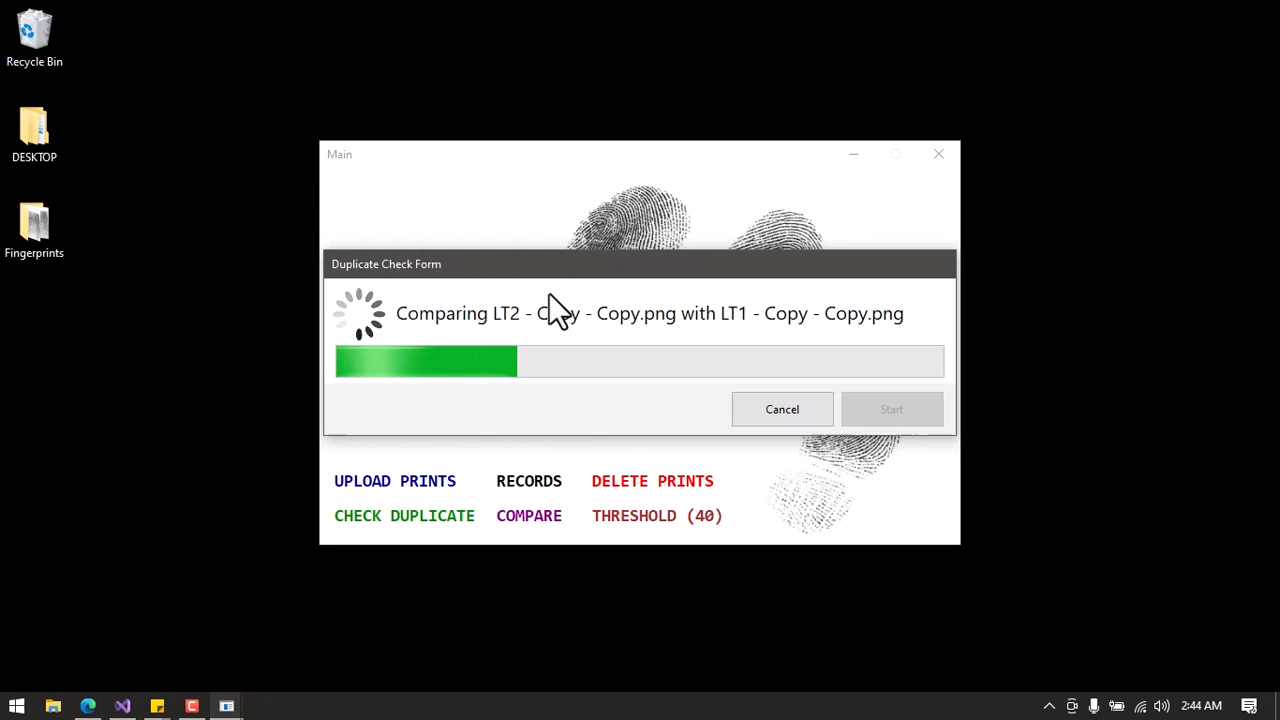 Recycle Bin
DESKTOP
Fingerprints
Main
Duplicate Check Form
Comparing LT2 - Copy - Copy.png with LT1 - Copy - Copy.png
Cancel
Start
UPLOAD PRINTS
RECORDS
DELETE PRINTS
CHECK DUPLICATE
COMPARE
THRESHOLD (40)
2:44 AM